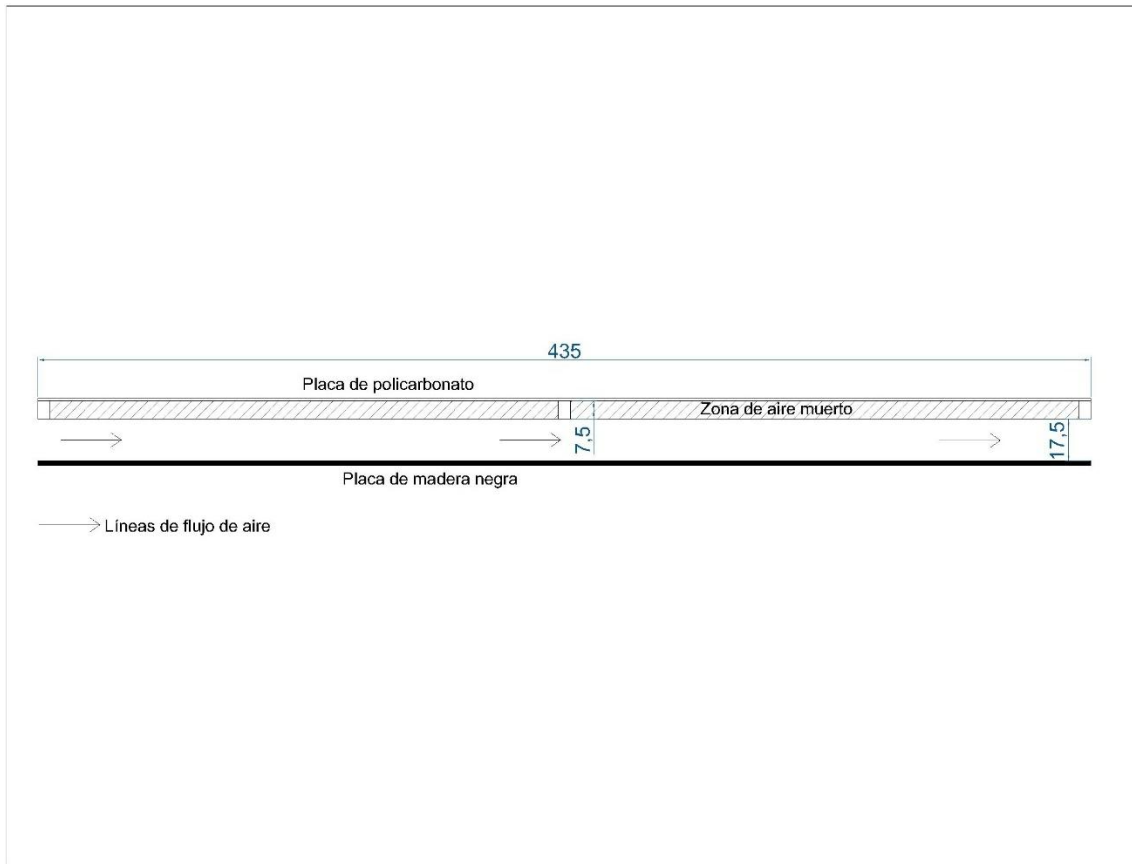 435
Placa de policarbonato
Zona de aire muerto
7,5
17,5
Placa de madera negra
Líneas de flujo de aire